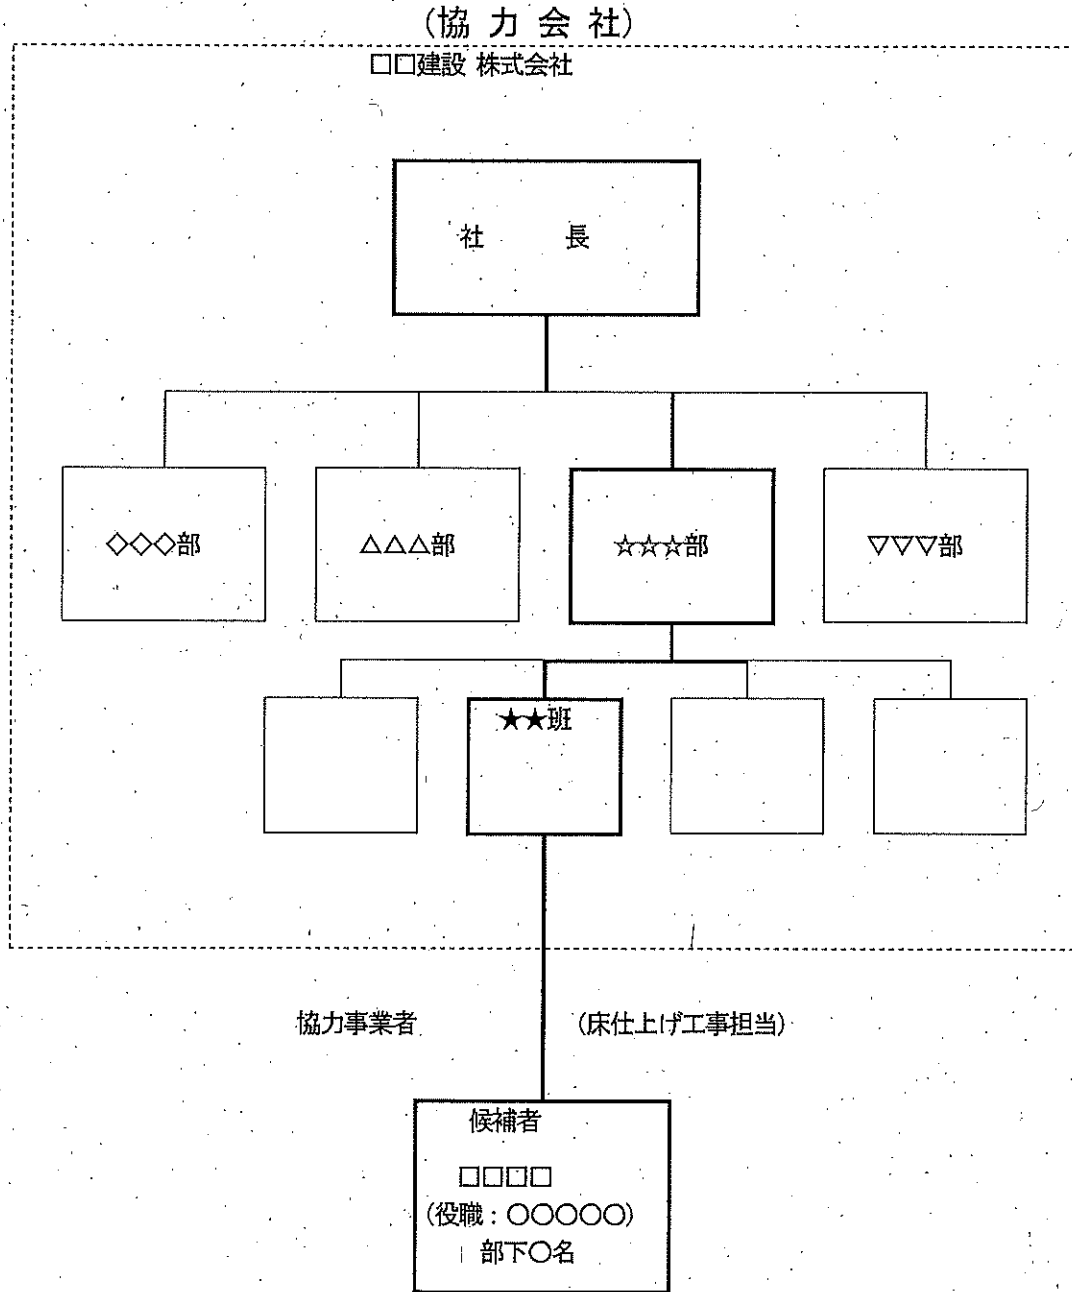 (協 力 会 社)
□□建設 株式会社
社 長
◇◇◇部
△△△部
☆☆☆部
▽▽▽部
★★班
協力事業者
(床仕上げ工事担当)
候補者
□□□□
(役職:○○○○○)
部下○名